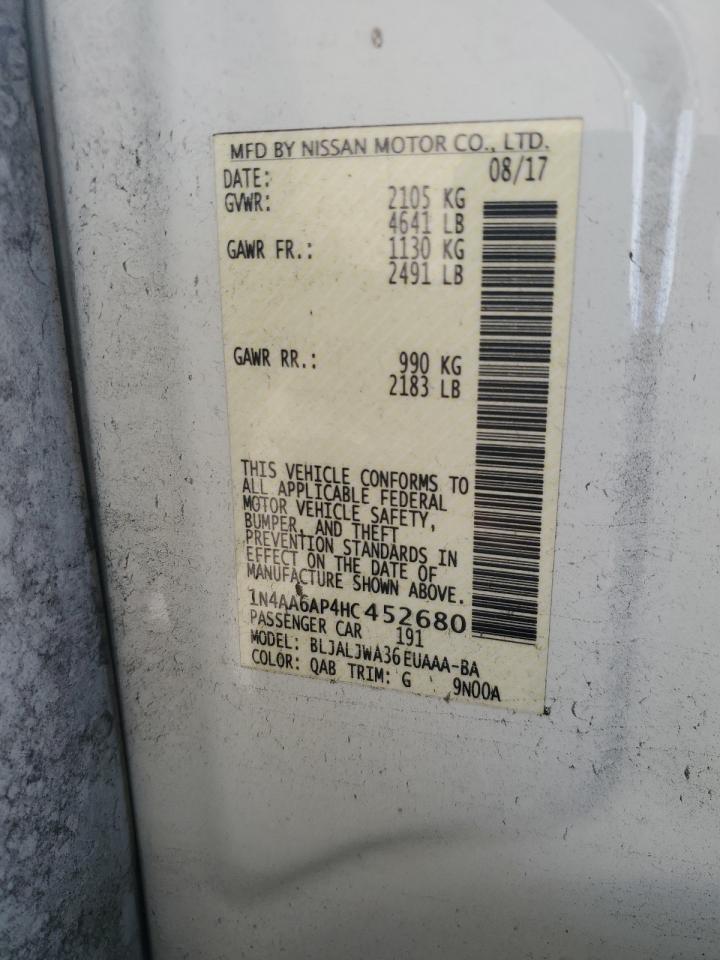 MFD BY NISSAN MOTOR CO., LTD.
DATE: 08/17
GVWR: 2105 KG
4641 LB
GAWR FR.: 1130 KG
2491 LB
GAWR RR.: 990 KG
2183 LB
THIS VEHICLE CONFORMS TO
ALL APPLICABLE FEDERAL
MOTOR VEHICLE SAFETY,
BUMPER, AND THEFT
PREVENTION STANDARDS IN
EFFECT ON THE DATE OF
MANUFACTURE SHOWN ABOVE.
1N4AA6AP4HC452680
PASSENGER CAR 191
MODEL: BLJALJWA36EUAAA-BA
COLOR: QAB TRIM: G 9N00A